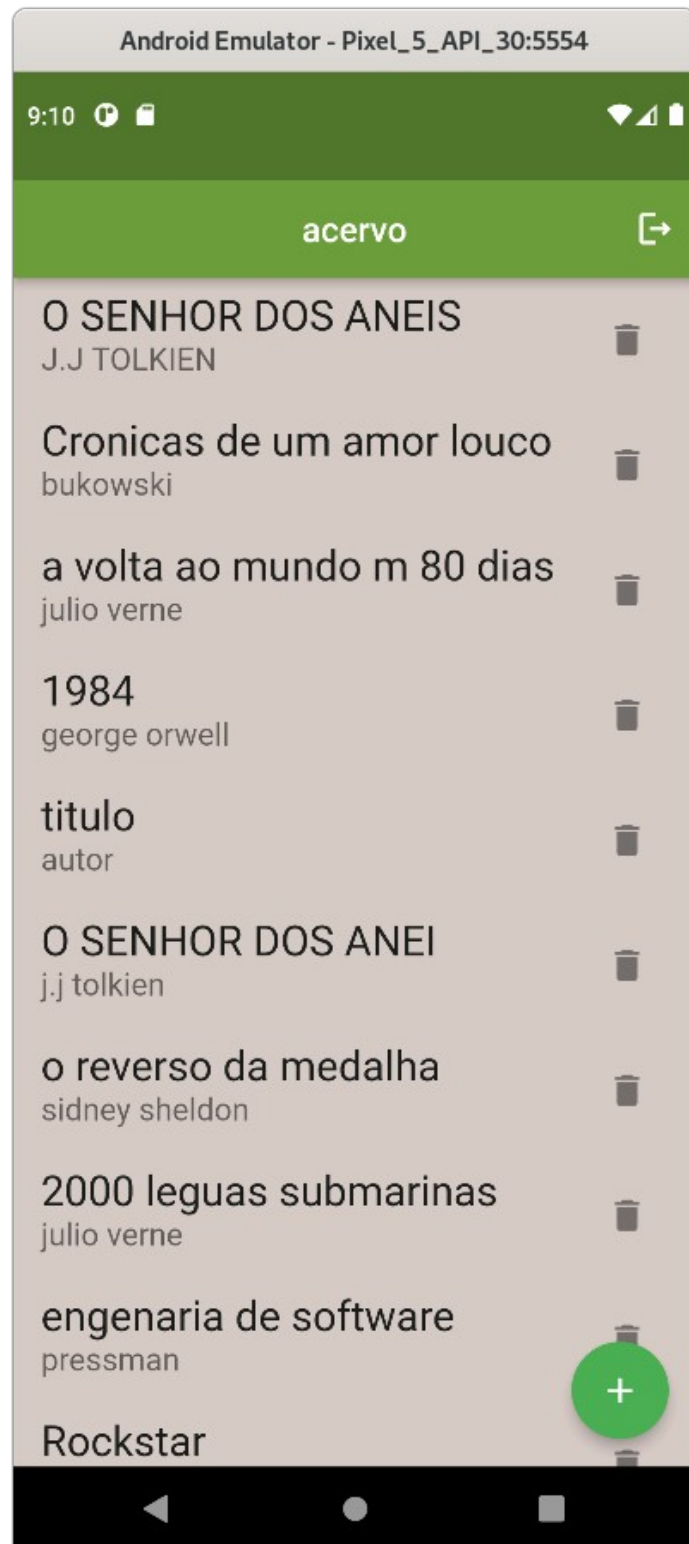 Android Emulator - Pixel_5_API_30:5554
9:10
acervo
O SENHOR DOS ANEIS
J.J TOLKIEN
Cronicas de um amor louco
bukowski
a volta ao mundo m 80 dias
julio verne
1984
george orwell
titulo
autor
O SENHOR DOS ANEI
j.j tolkien
o reverso da medalha
sidney sheldon
2000 leguas submarinas
julio verne
engenaria de software
pressman
Rockstar